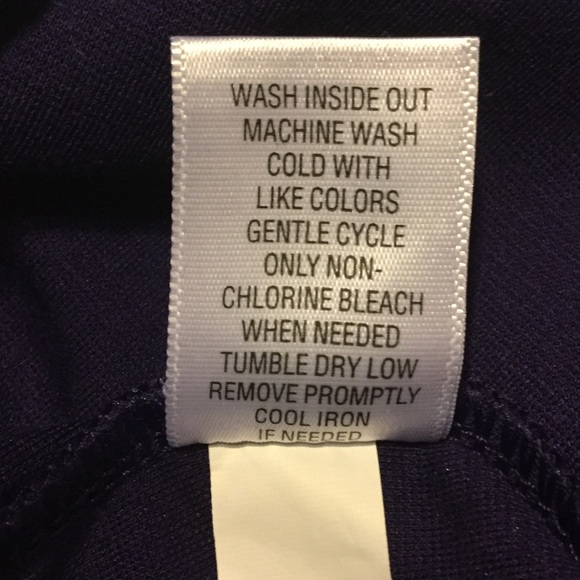 WASH INSIDE OUT
MACHINE WASH
COLD WITH
LIKE COLORS
GENTLE CYCLE
ONLY NON-
CHLORINE BLEACH
WHEN NEEDED
TUMBLE DRY LOW
REMOVE PROMPTLY
COOL IRON
IF NEEDED